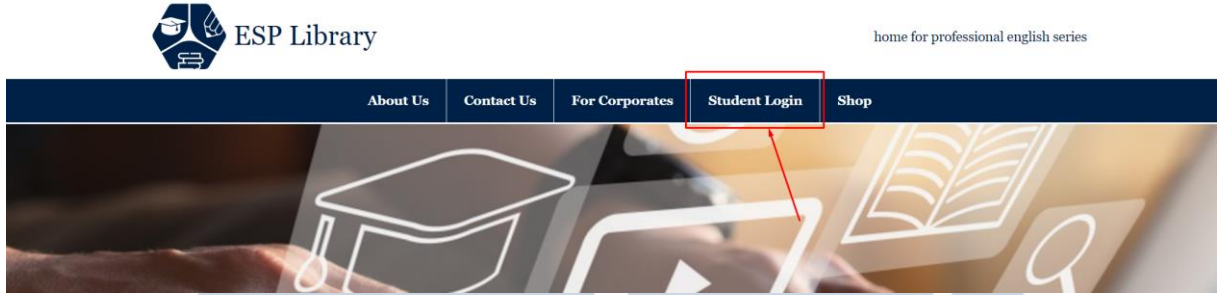 ESP Library
home for professional english series
About Us Contact Us For Corporates Student Login Shop